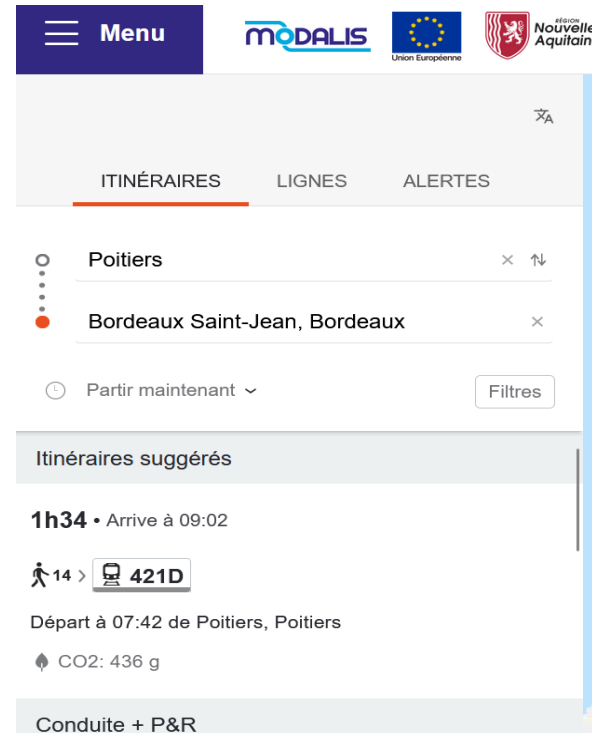 Menu
MODALIS
Union Européenne
RÉGION
Nouvelle
Aquitain
ITINÉRAIRES LIGNES ALERTES
Poitiers
Bordeaux Saint-Jean, Bordeaux
Partir maintenant
Filtres
Itinéraires suggérés
1h34 • Arrive à 09:02
14 > 421D
Départ à 07:42 de Poitiers, Poitiers
CO2: 436 g
Conduite + P&R